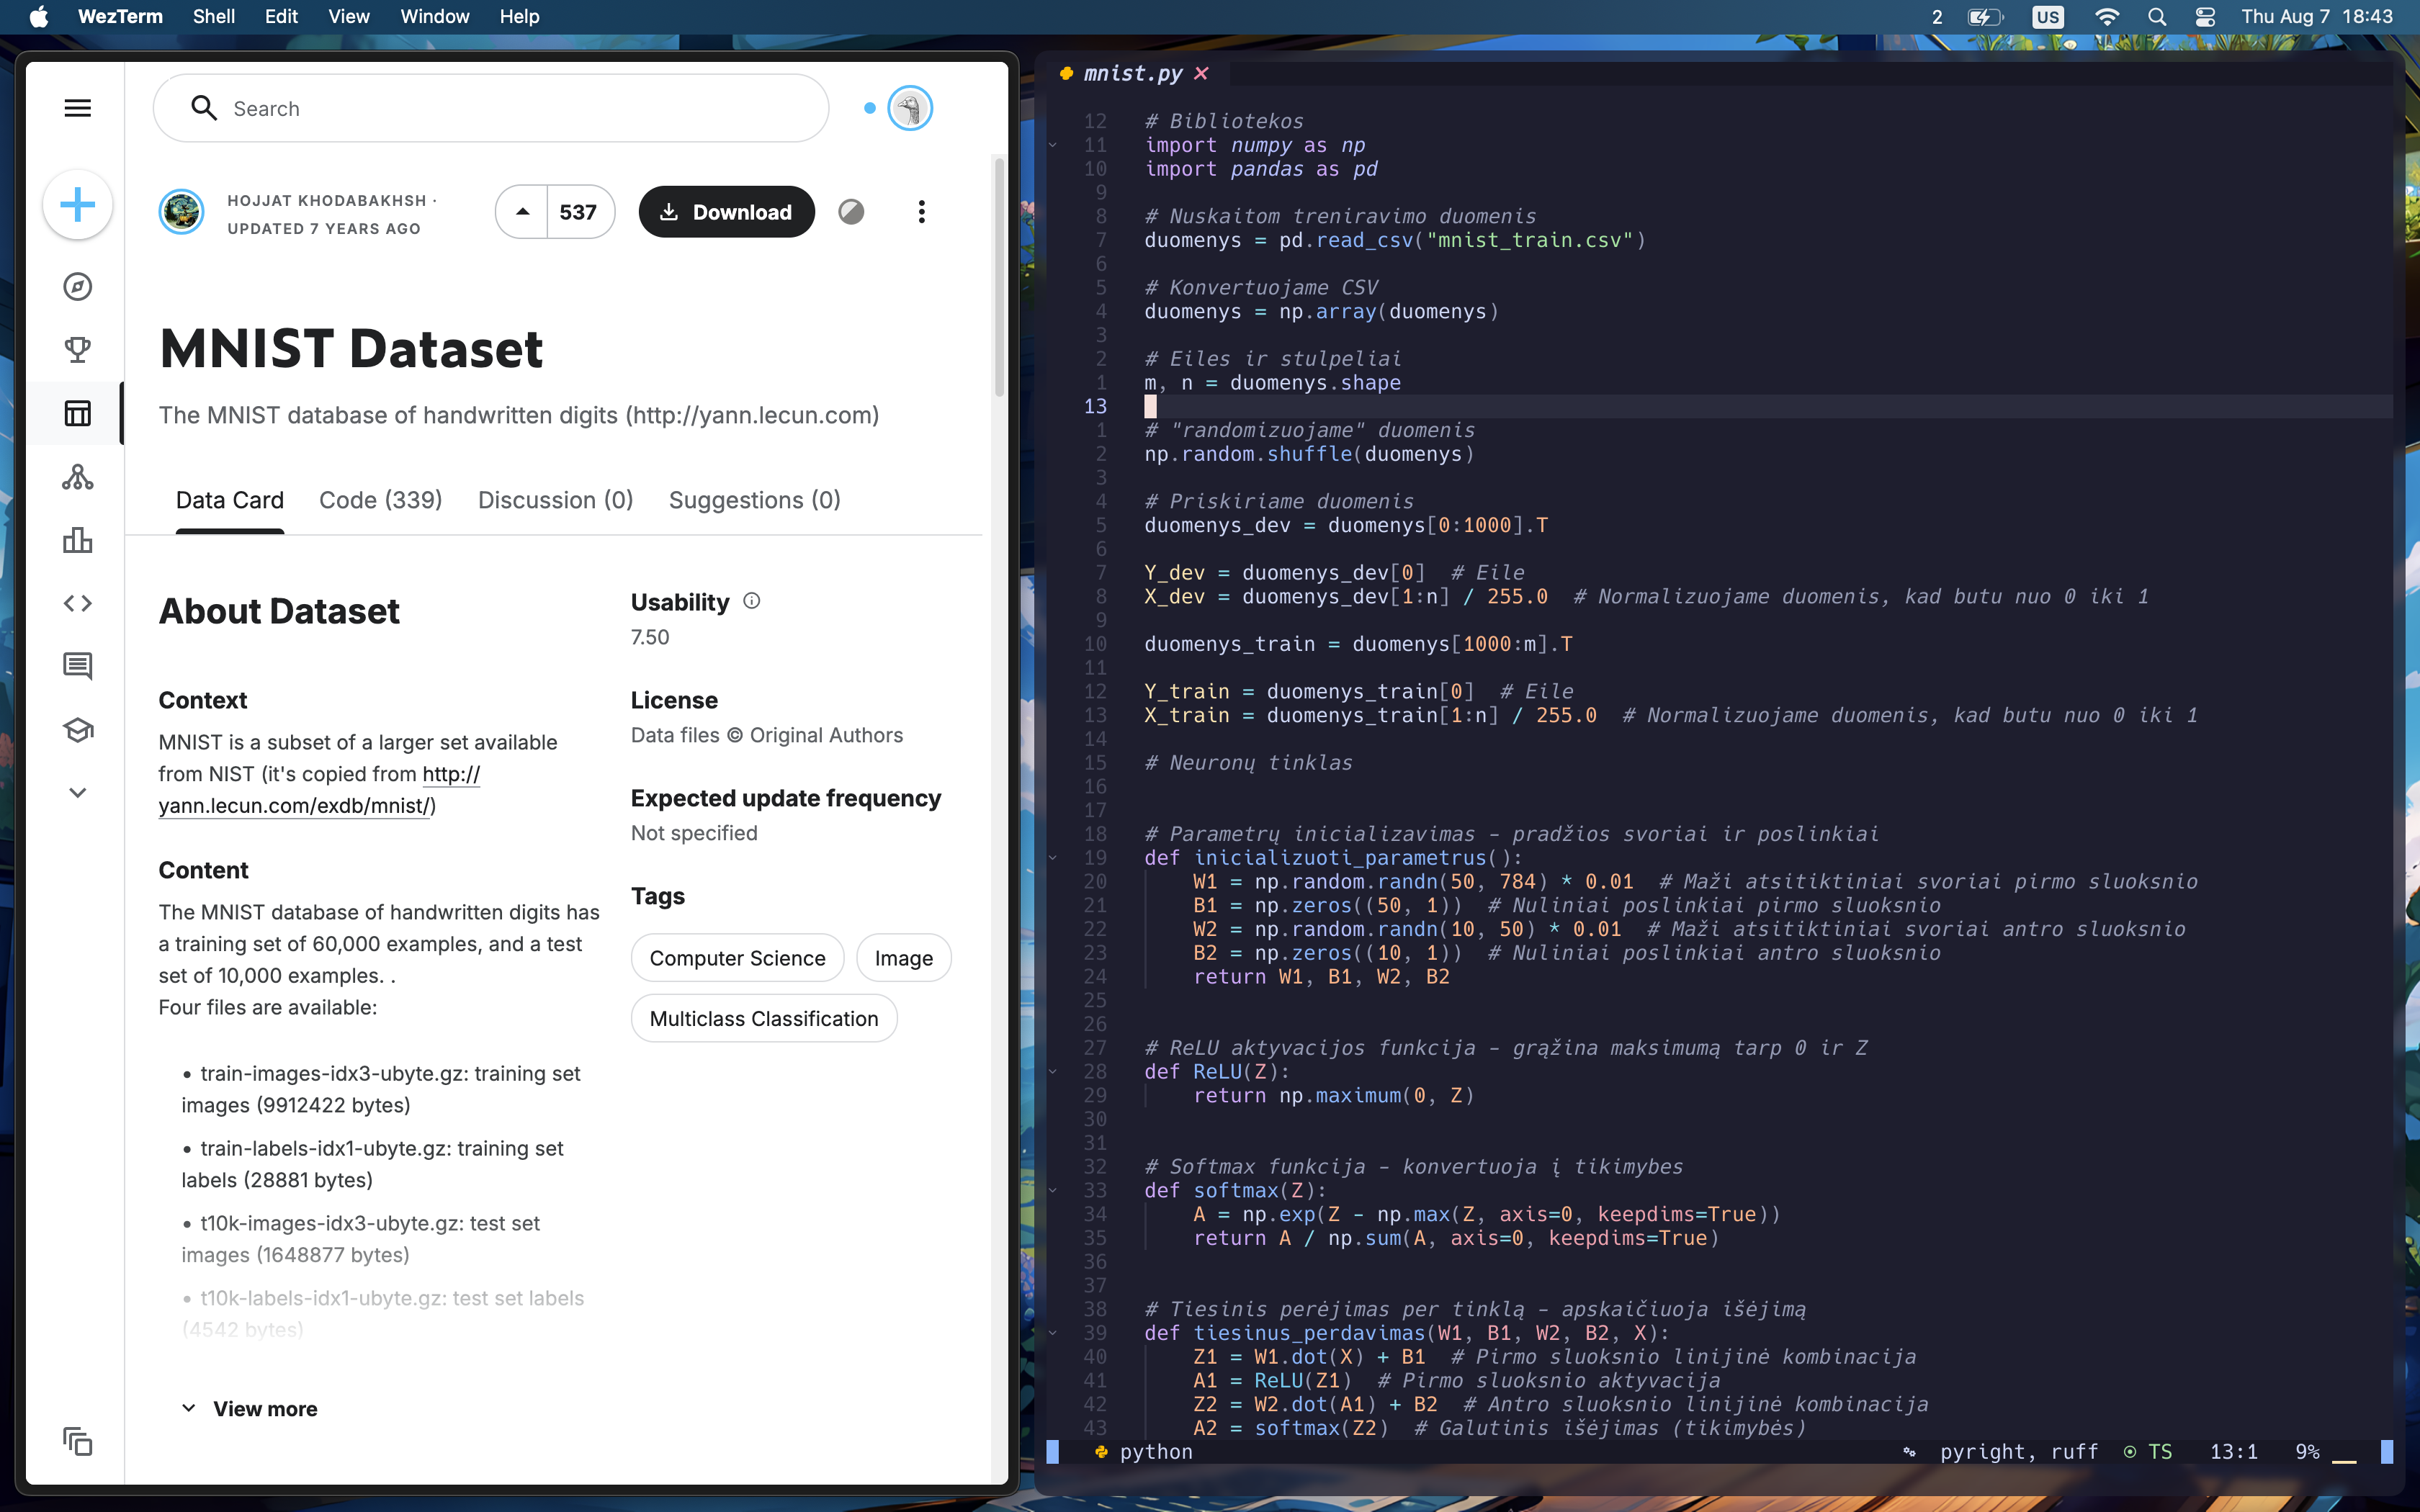 WezTerm Shell Edit View Window Help 2 US Thu Aug 7 18:43
Search
HOJJAT KHODABAKHSH ·
UPDATED 7 YEARS AGO
537
Download
MNIST Dataset
The MNIST database of handwritten digits (http://yann.lecun.com)
Data Card Code (339) Discussion (0) Suggestions (0)
About Dataset
Context
MNIST is a subset of a larger set available
from NIST (it's copied from http://
yann.lecun.com/exdb/mnist/)
Content
The MNIST database of handwritten digits has
a training set of 60,000 examples, and a test
set of 10,000 examples. .
Four files are available:
• train-images-idx3-ubyte.gz: training set
images (9912422 bytes)
• train-labels-idx1-ubyte.gz: training set
labels (28881 bytes)
• t10k-images-idx3-ubyte.gz: test set
images (1648877 bytes)
• t10k-labels-idx1-ubyte.gz: test set labels
(4542 bytes)
View more
Usability
7.50
License
Data files © Original Authors
Expected update frequency
Not specified
Tags
Computer Science
Image
Multiclass Classification
mnist.py ✕
12 # Bibliotekos
11 import numpy as np
10 import pandas as pd
9
8 # Nuskaitom treniravimo duomenis
7 duomenys = pd.read_csv("mnist_train.csv")
6
5 # Konvertuojame CSV
4 duomenys = np.array(duomenys)
3
2 # Eiles ir stulpeliai
1 m, n = duomenys.shape
13
1 # "randomizuojame" duomenis
2 np.random.shuffle(duomenys)
3
4 # Priskiriame duomenis
5 duomenys_dev = duomenys[0:1000].T
6
7 Y_dev = duomenys_dev[0]  # Eile
8 X_dev = duomenys_dev[1:n] / 255.0  # Normalizuojame duomenis, kad butu nuo 0 iki 1
9
10 duomenys_train = duomenys[1000:m].T
11
12 Y_train = duomenys_train[0]  # Eile
13 X_train = duomenys_train[1:n] / 255.0  # Normalizuojame duomenis, kad butu nuo 0 iki 1
14
15 # Neuronų tinklas
16
17
18 # Parametrų inicializavimas - pradžios svoriai ir poslinkiai
19 def inicializuoti_parametrus():
20     W1 = np.random.randn(50, 784) * 0.01  # Maži atsitiktiniai svoriai pirmo sluoksnio
21     B1 = np.zeros((50, 1))  # Nuliniai poslinkiai pirmo sluoksnio
22     W2 = np.random.randn(10, 50) * 0.01  # Maži atsitiktiniai svoriai antro sluoksnio
23     B2 = np.zeros((10, 1))  # Nuliniai poslinkiai antro sluoksnio
24     return W1, B1, W2, B2
25
26
27 # ReLU aktyvacijos funkcija - grąžina maksimumą tarp 0 ir Z
28 def ReLU(Z):
29     return np.maximum(0, Z)
30
31
32 # Softmax funkcija - konvertuoja į tikimybes
33 def softmax(Z):
34     A = np.exp(Z - np.max(Z, axis=0, keepdims=True))
35     return A / np.sum(A, axis=0, keepdims=True)
36
37
38 # Tiesinis perėjimas per tinklą - apskaičiuoja išėjimą
39 def tiesinus_perdavimas(W1, B1, W2, B2, X):
40     Z1 = W1.dot(X) + B1  # Pirmo sluoksnio linijinė kombinacija
41     A1 = ReLU(Z1)  # Pirmo sluoksnio aktyvacija
42     Z2 = W2.dot(A1) + B2  # Antro sluoksnio linijinė kombinacija
43     A2 = softmax(Z2)  # Galutinis išėjimas (tikimybės)
python pyright, ruff TS 13:1 9%